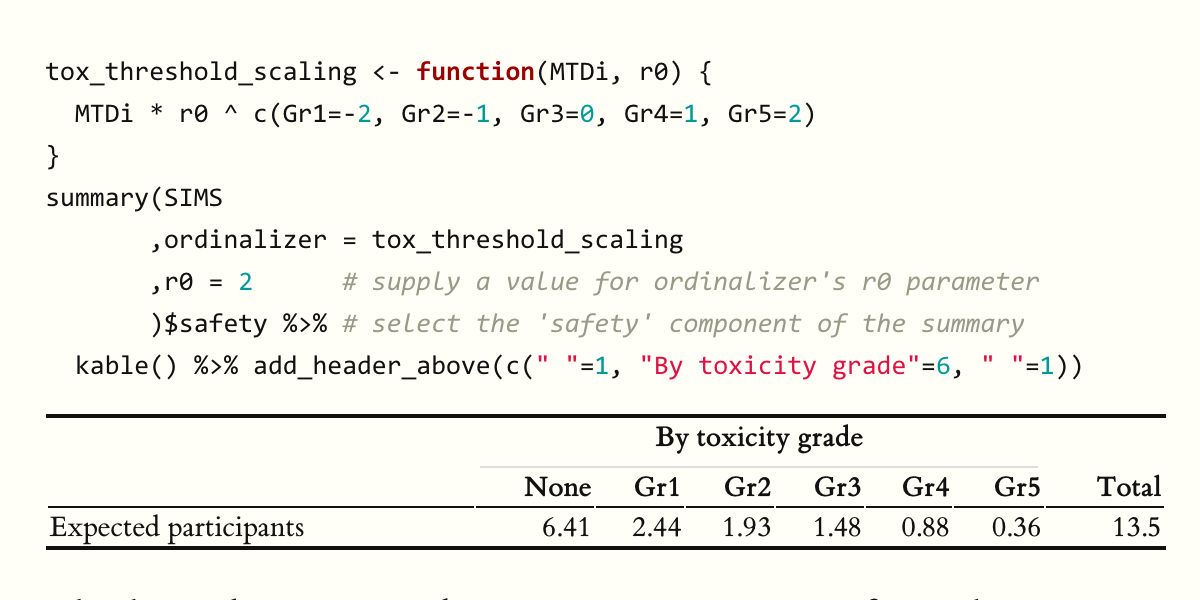 tox_threshold_scaling <- function(MTDi, r0) {
  MTDi * r0 ^ c(Gr1=-2, Gr2=-1, Gr3=0, Gr4=1, Gr5=2)
}
summary(SIMS
       ,ordinalizer = tox_threshold_scaling
       ,r0 = 2      # supply a value for ordinalizer's r0 parameter
       )$safety %>% # select the 'safety' component of the summary
  kable() %>% add_header_above(c(" "=1, "By toxicity grade"=6, " "=1))
By toxicity grade
None Gr1 Gr2 Gr3 Gr4 Gr5 Total
Expected participants 6.41 2.44 1.93 1.48 0.88 0.36 13.5